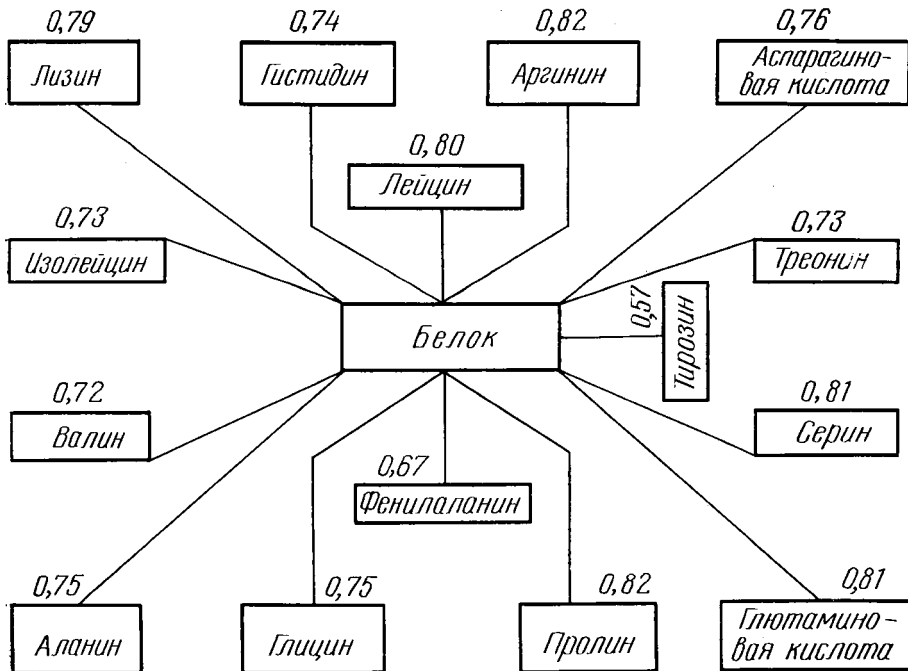 0,79
Лизин
0,74
Гистидин
0,82
Аргинин
0,76
Аспарагино-
вая кислота
0,80
Лейцин
0,73
Изолейцин
0,73
Треонин
0,57
Тирозин
Белок
0,72
Валин
0,81
Серин
0,67
Фенилаланин
0,75
Аланин
0,75
Глицин
0,82
Пролин
0,81
Глютамино-
вая кислота